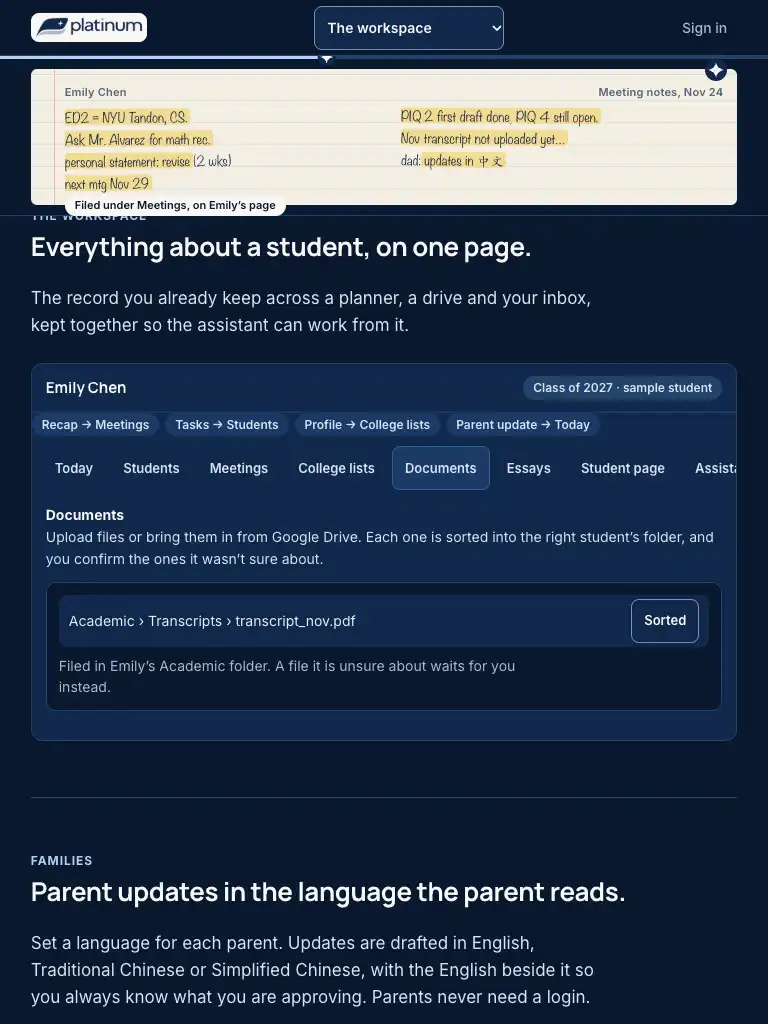 platinum
The workspace
Sign in
Emily Chen
Meeting notes, Nov 24
ED2 = NYU Tandon, CS.
Ask Mr. Alvarez for math rec.
personal statement: revise (2 wks)
next mtg Nov 29
PIQ 2 first draft done, PIQ 4 still open.
Nov transcript not uploaded yet...
dad: updates in 中文
Filed under Meetings, on Emily's page
THE WORKSPACE
Everything about a student, on one page.
The record you already keep across a planner, a drive and your inbox,
kept together so the assistant can work from it.
Emily Chen
Class of 2027 · sample student
Recap → Meetings
Tasks → Students
Profile → College lists
Parent update → Today
Today
Students
Meetings
College lists
Documents
Essays
Student page
Assista
Documents
Upload files or bring them in from Google Drive. Each one is sorted into the right student's folder, and
you confirm the ones it wasn't sure about.
Academic › Transcripts › transcript_nov.pdf
Sorted
Filed in Emily's Academic folder. A file it is unsure about waits for you
instead.
FAMILIES
Parent updates in the language the parent reads.
Set a language for each parent. Updates are drafted in English,
Traditional Chinese or Simplified Chinese, with the English beside it so
you always know what you are approving. Parents never need a login.